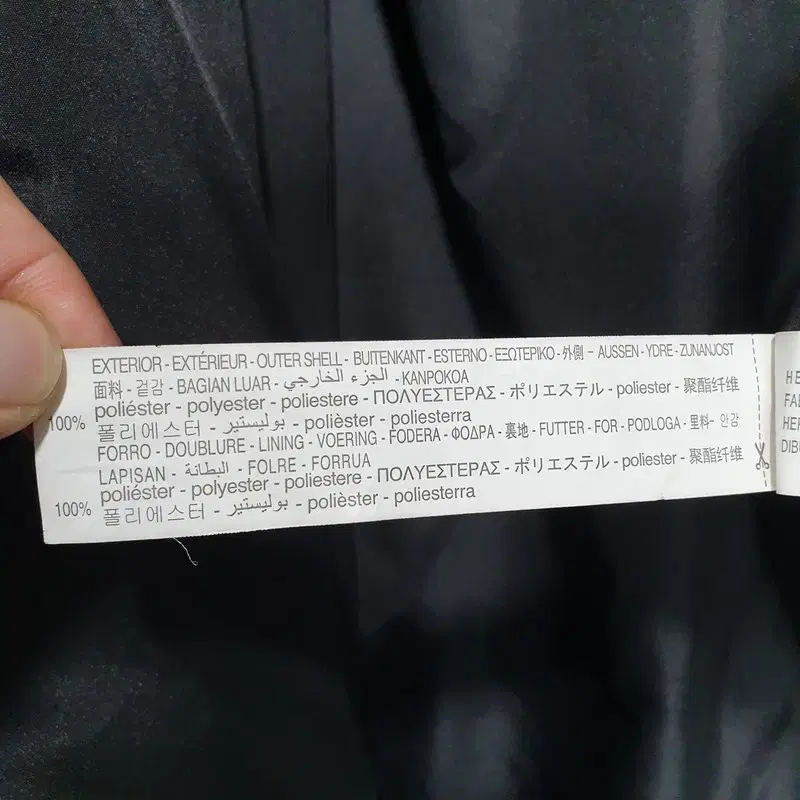 EXTERIOR - EXTÉRIEUR - OUTER SHELL - BUITENKANT - ESTERNO - ΕΞΩΤΕΡΙΚΟ - 外側 - AUSSEN - YDRE - ZUNANJOST
面料 - 겉감 - BAGIAN LUAR - الجزء الخارجي - KANPOKOA
100% poliéster - polyester - poliestere - ΠΟΛΥΕΣΤΕΡΑΣ - ポリエステル - poliester - 聚酯纤维
폴리에스터 - بوليستير - polièster - poliesterra
FORRO - DOUBLURE - LINING - VOERING - FODERA - ΦΟΔΡΑ - 裏地 - FUTTER - FOR - PODLOGA - 里料 - 안감
LAPISAN - البطانة - FOLRE - FORRUA
100% poliéster - polyester - poliestere - ΠΟΛΥΕΣΤΕΡΑΣ - ポリエステル - poliester - 聚酯纤维
폴리에스터 - بوليستير - polièster - poliesterra